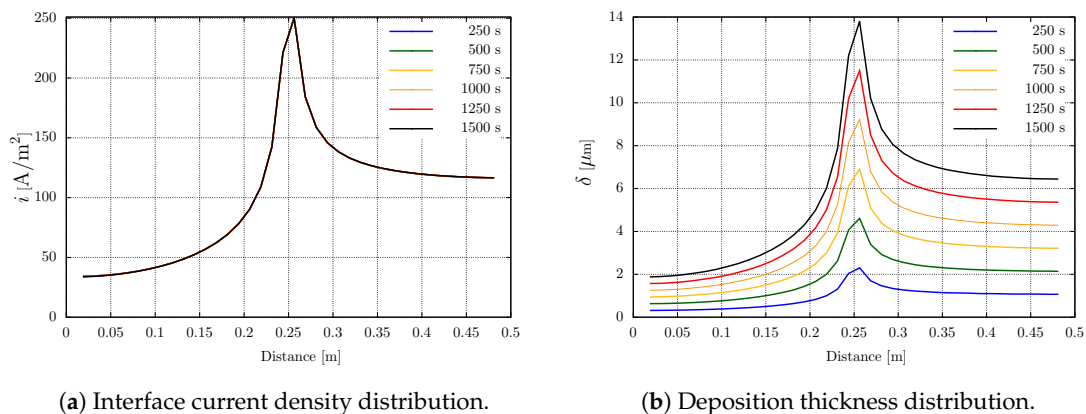 250
200
150
100
50
0
i [A/m²]
0 0.05 0.1 0.15 0.2 0.25 0.3 0.35 0.4 0.45 0.5
Distance [m]
250 s
500 s
750 s
1000 s
1250 s
1500 s
(a) Interface current density distribution.
14
12
10
8
6
4
2
0
δ [μm]
0 0.05 0.1 0.15 0.2 0.25 0.3 0.35 0.4 0.45 0.5
Distance [m]
250 s
500 s
750 s
1000 s
1250 s
1500 s
(b) Deposition thickness distribution.